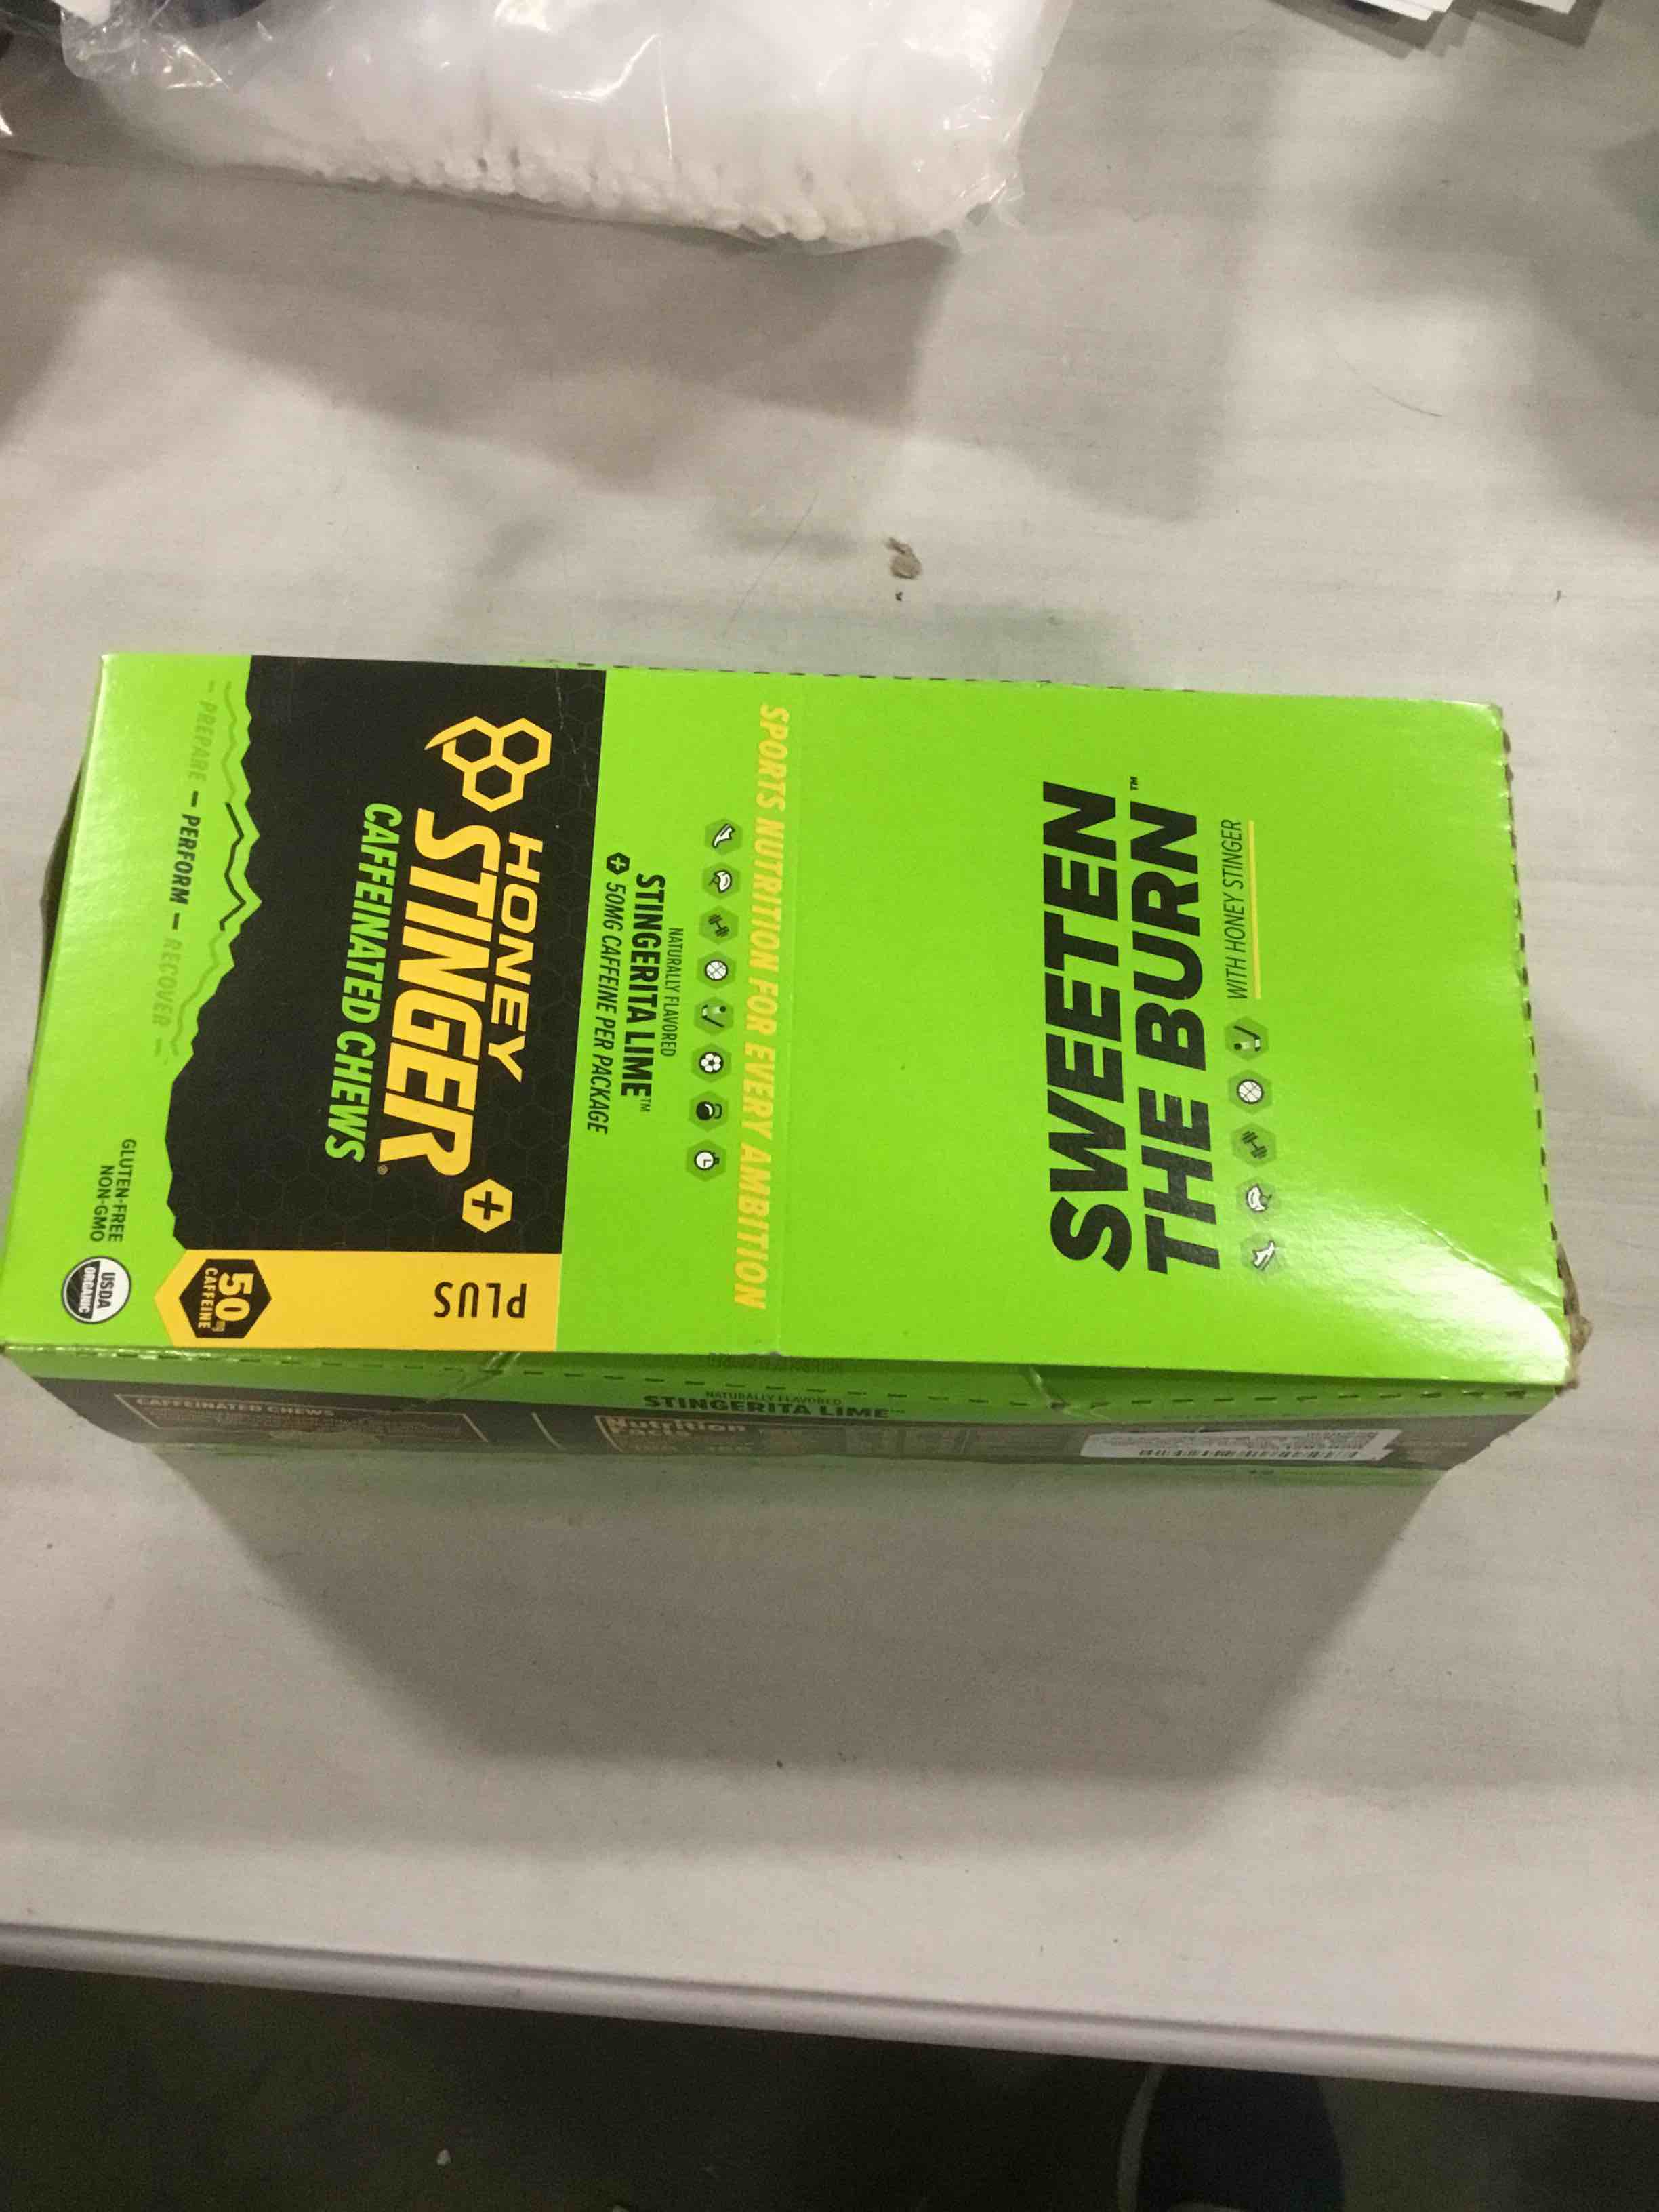 SWEETEN
THE BURN™
WITH HONEY STINGER
SPORTS NUTRITION FOR EVERY AMBITION
NATURALLY FLAVORED
STINGERITA LIME™
50MG CAFFEINE PER PACKAGE
HONEY
STINGER®
CAFFEINATED CHEWS
PLUS
50mg
CAFFEINE
- PREPARE - PERFORM - RECOVER -
GLUTEN-FREE
NON-GMO
USDA
ORGANIC
NATURALLY FLAVORED
STINGERITA LIME™
CAFFEINATED CHEWS
Nutrition
Facts